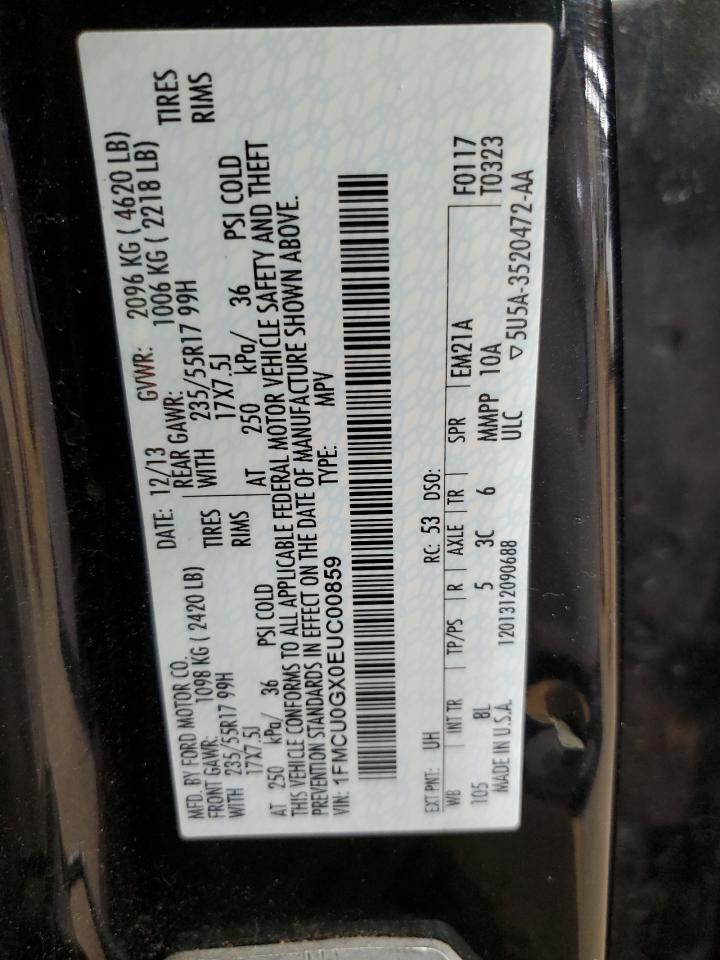 MFD. BY FORD MOTOR CO.
DATE: 12/13 GVWR: 2096 KG ( 4620 LB)
FRONT GAWR: 1098 KG ( 2420 LB)
REAR GAWR: 1006 KG ( 2218 LB)
WITH 235/55R17 99H TIRES
WITH 235/55R17 99H TIRES
17X7.5J RIMS
17X7.5J RIMS
AT 250 kPa/ 36 PSI COLD
AT 250 kPa/ 36 PSI COLD
THIS VEHICLE CONFORMS TO ALL APPLICABLE FEDERAL MOTOR VEHICLE SAFETY AND THEFT
PREVENTION STANDARDS IN EFFECT ON THE DATE OF MANUFACTURE SHOWN ABOVE.
VIN: 1FMCU0GX0EUC00859 TYPE: MPV
EXT PNT: UH RC: 53 DSO:
WB INT TR TP/PS R AXLE TR SPR EM21A F0117
105 8L 5 3C 6 MMPP 10A T0323
MADE IN U.S.A. 1201312090688 ULC ▽5U5A-3520472-AA